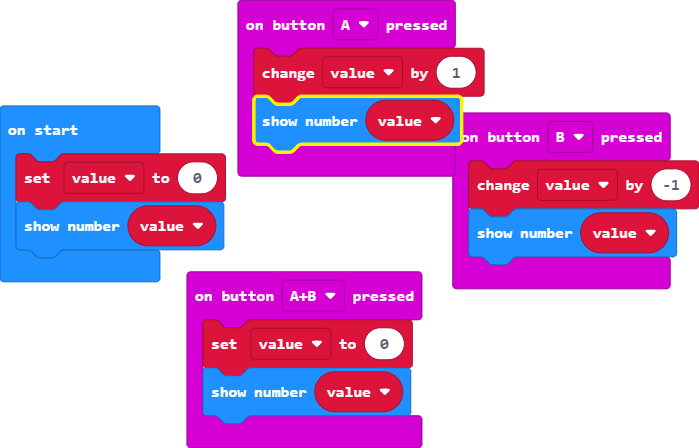 on button A pressed
change value by 1
show number value
on start
set value to 0
show number value
on button B pressed
change value by -1
show number value
on button A+B pressed
set value to 0
show number value